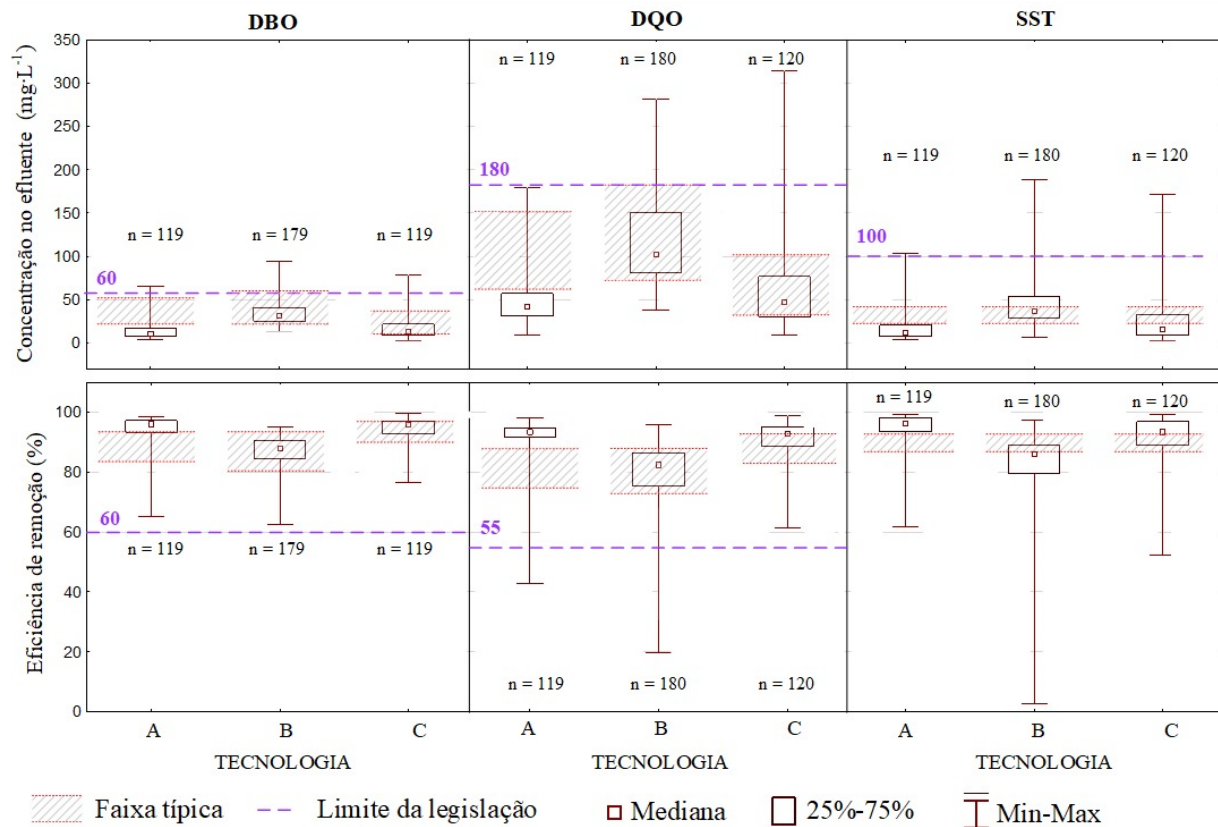 DBO
DQO
SST
Concentração no efluente (mg·L⁻¹)
350
300
250
200
150
100
50
0
n = 119
n = 179
n = 119
60
n = 119
n = 180
n = 120
180
n = 119
n = 180
n = 120
100
Eficiência de remoção (%)
100
80
60
40
20
0
60
n = 119
n = 179
n = 119
55
n = 119
n = 180
n = 120
n = 119
n = 180
n = 120
A B C
A B C
A B C
TECNOLOGIA
TECNOLOGIA
TECNOLOGIA
Faixa típica
Limite da legislação
Mediana
25%-75%
Min-Max